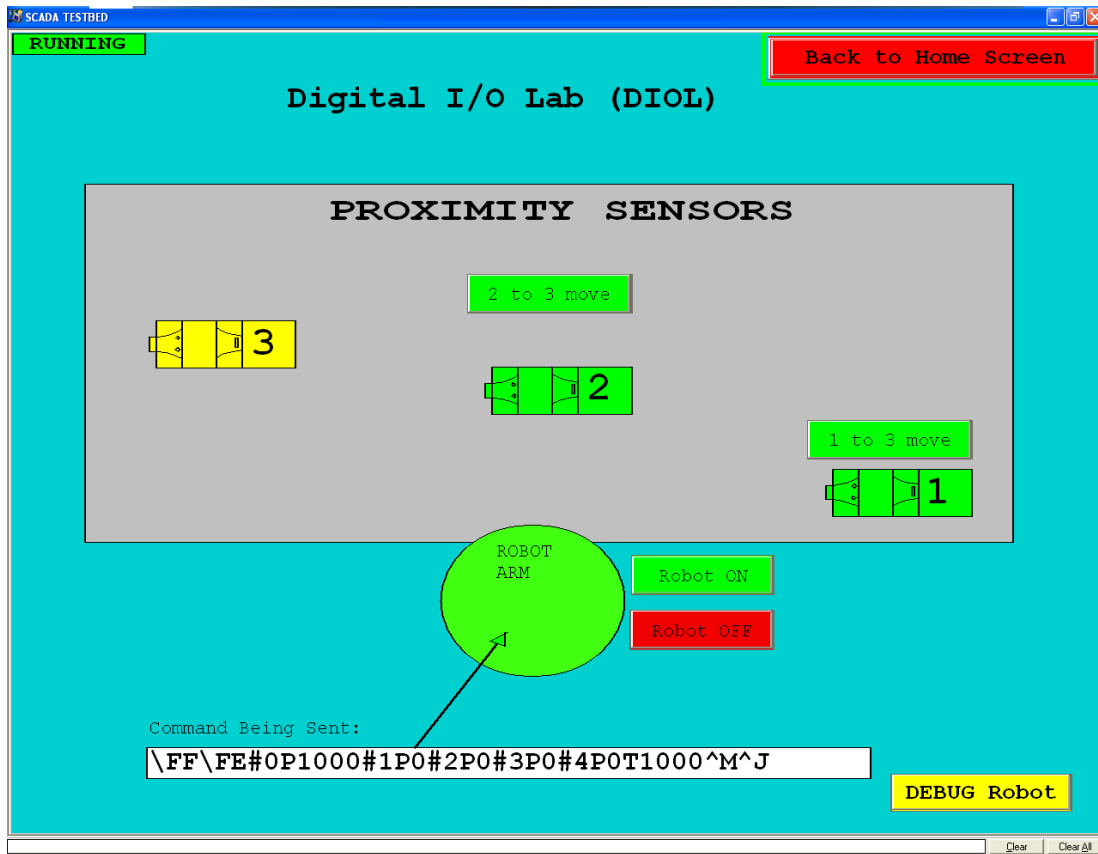 SCADA TESTBED
RUNNING
Back to Home Screen
Digital I/O Lab (DIOL)
PROXIMITY SENSORS
2 to 3 move
3
2
1 to 3 move
1
ROBOT
ARM
Robot ON
Robot OFF
Command Being Sent:
\FF\FE#0P1000#1P0#2P0#3P0#4P0T1000^M^J
DEBUG Robot
Clear
Clear All